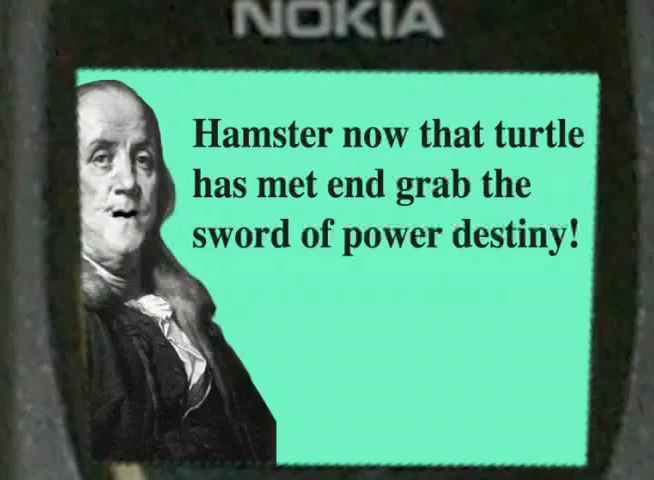 NOKIA
Hamster now that turtle
has met end grab the
sword of power destiny!